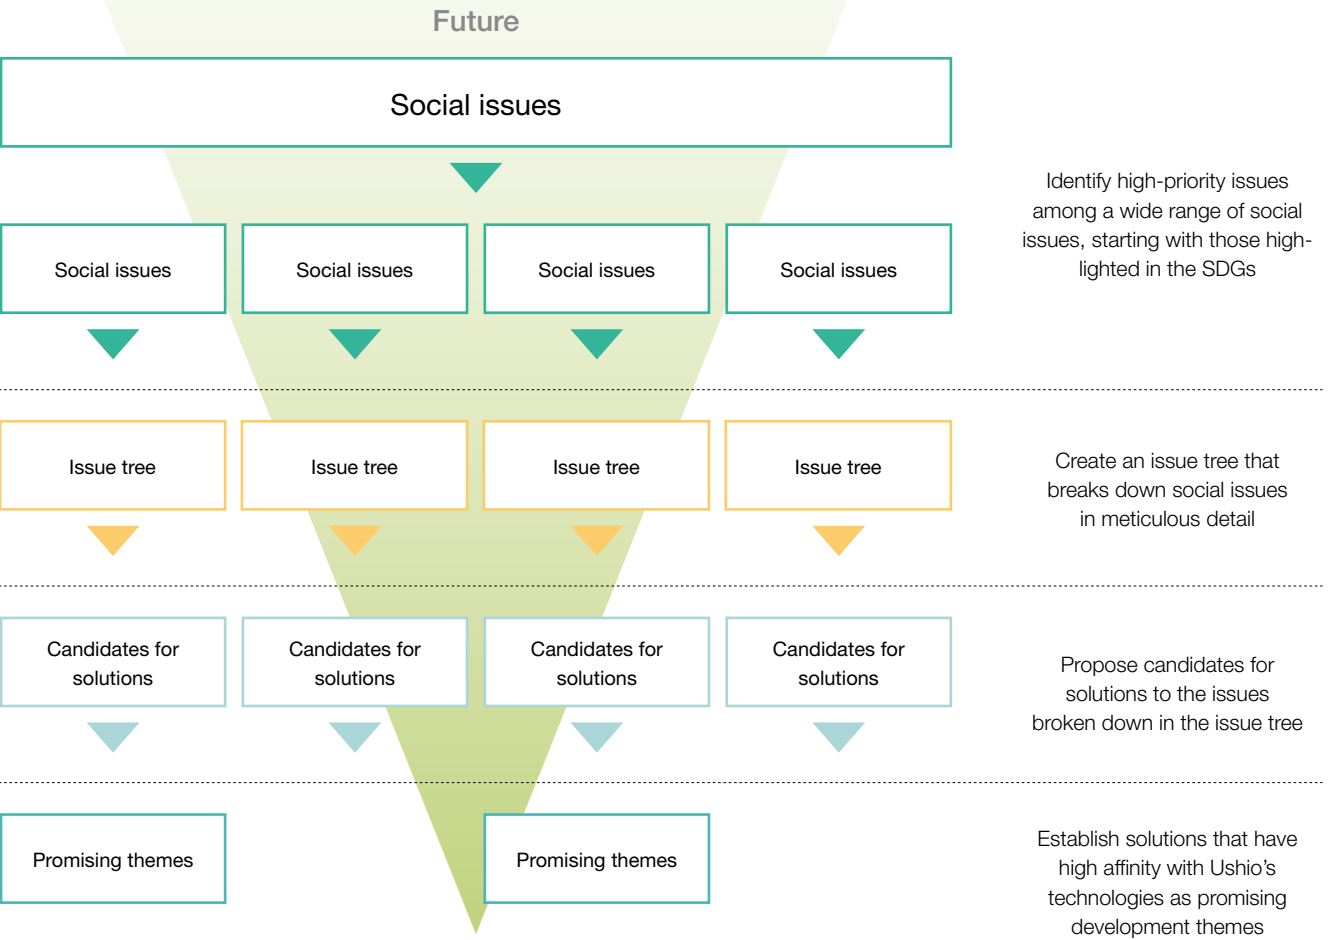 Future
Social issues
Identify high-priority issues
among a wide range of social
issues, starting with those high-
lighted in the SDGs
Social issues
Social issues
Social issues
Social issues
Issue tree
Issue tree
Issue tree
Issue tree
Create an issue tree that
breaks down social issues
in meticulous detail
Candidates for
solutions
Candidates for
solutions
Candidates for
solutions
Candidates for
solutions
Propose candidates for
solutions to the issues
broken down in the issue tree
Promising themes
Promising themes
Establish solutions that have
high affinity with Ushio’s
technologies as promising
development themes